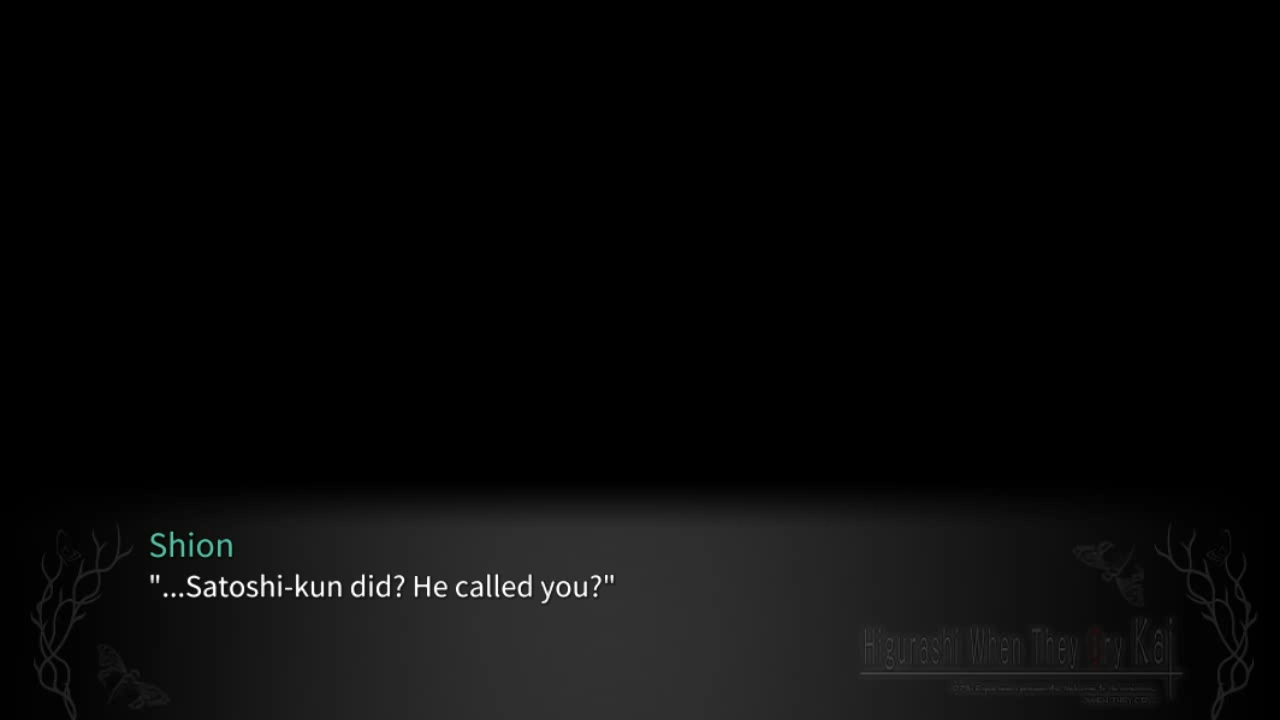 Shion
"...Satoshi-kun did? He called you?"
Higurashi When They Cry Kai